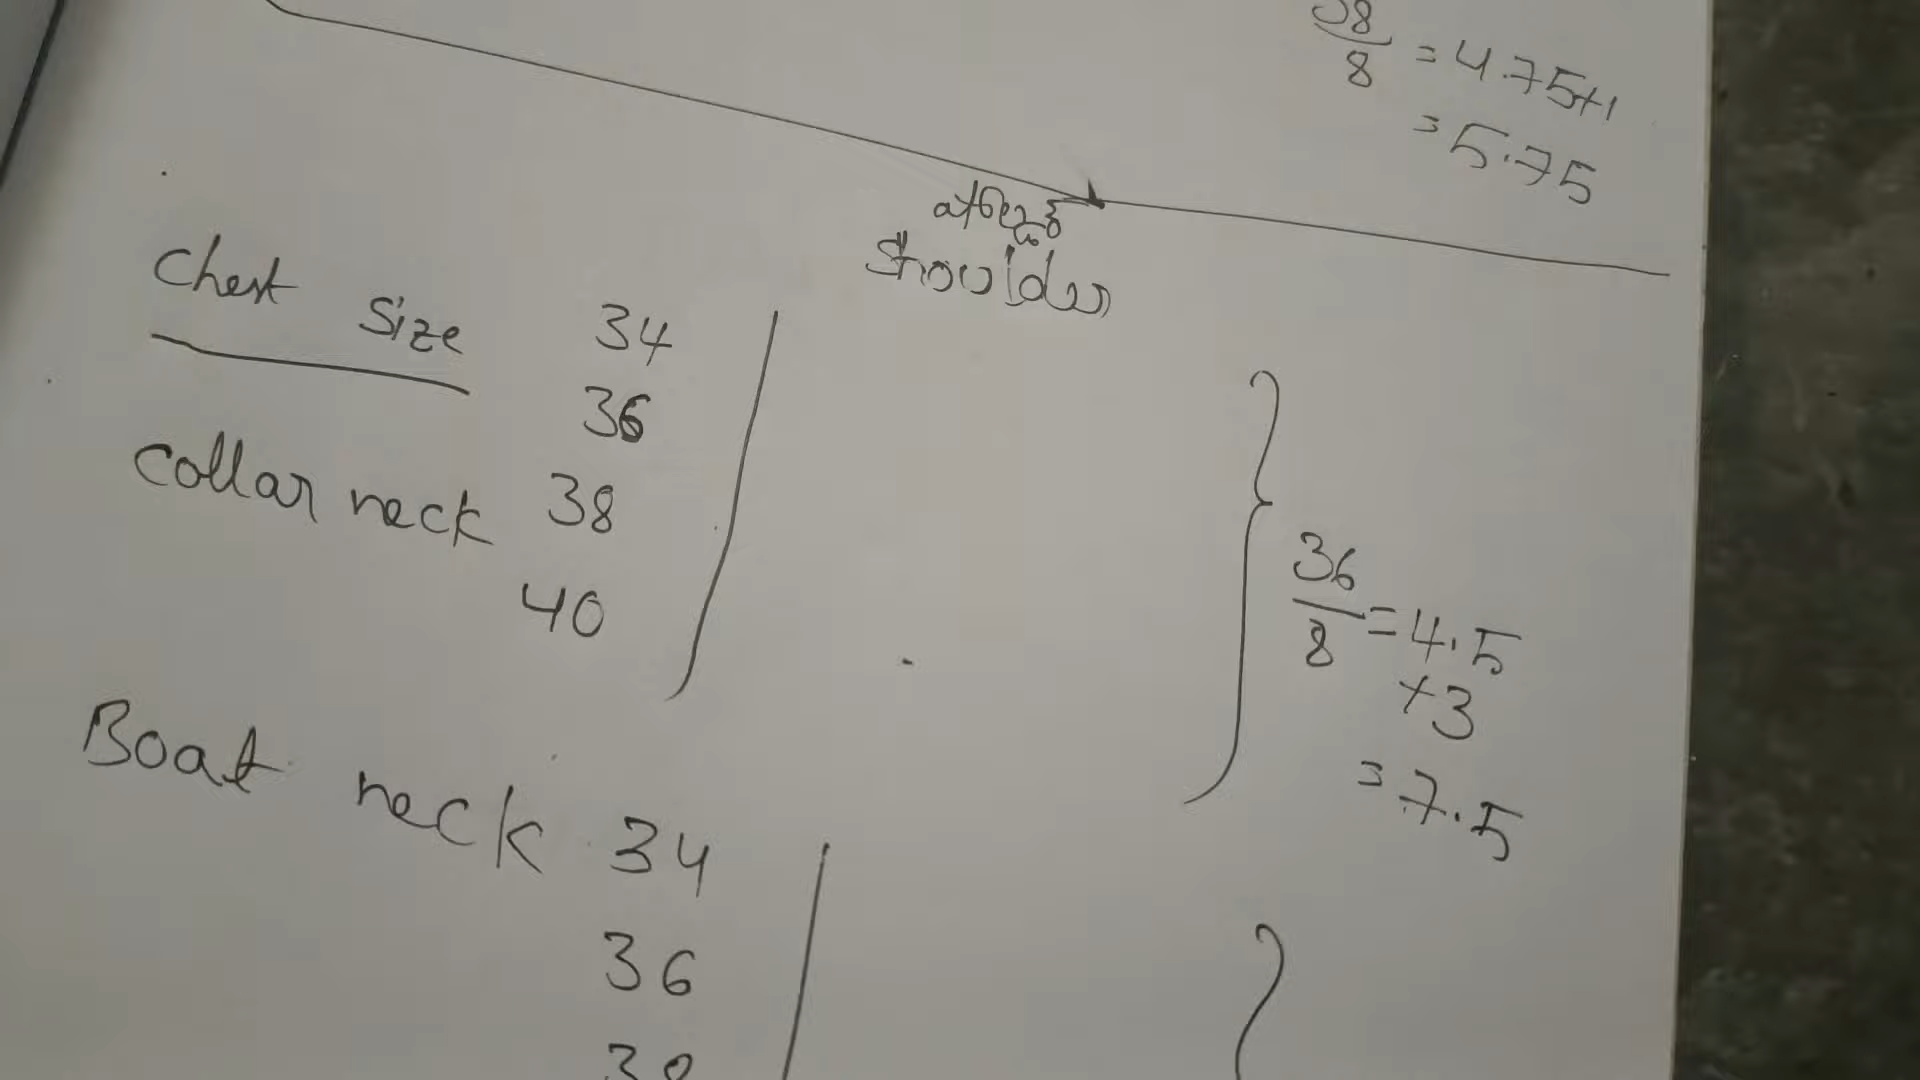 38/8 = 4.75+1
= 5.75
Shoulder
Chest Size 34
36
Collar neck 38
40
36/8 = 4.5
+3
= 7.5
Boat neck 34
36